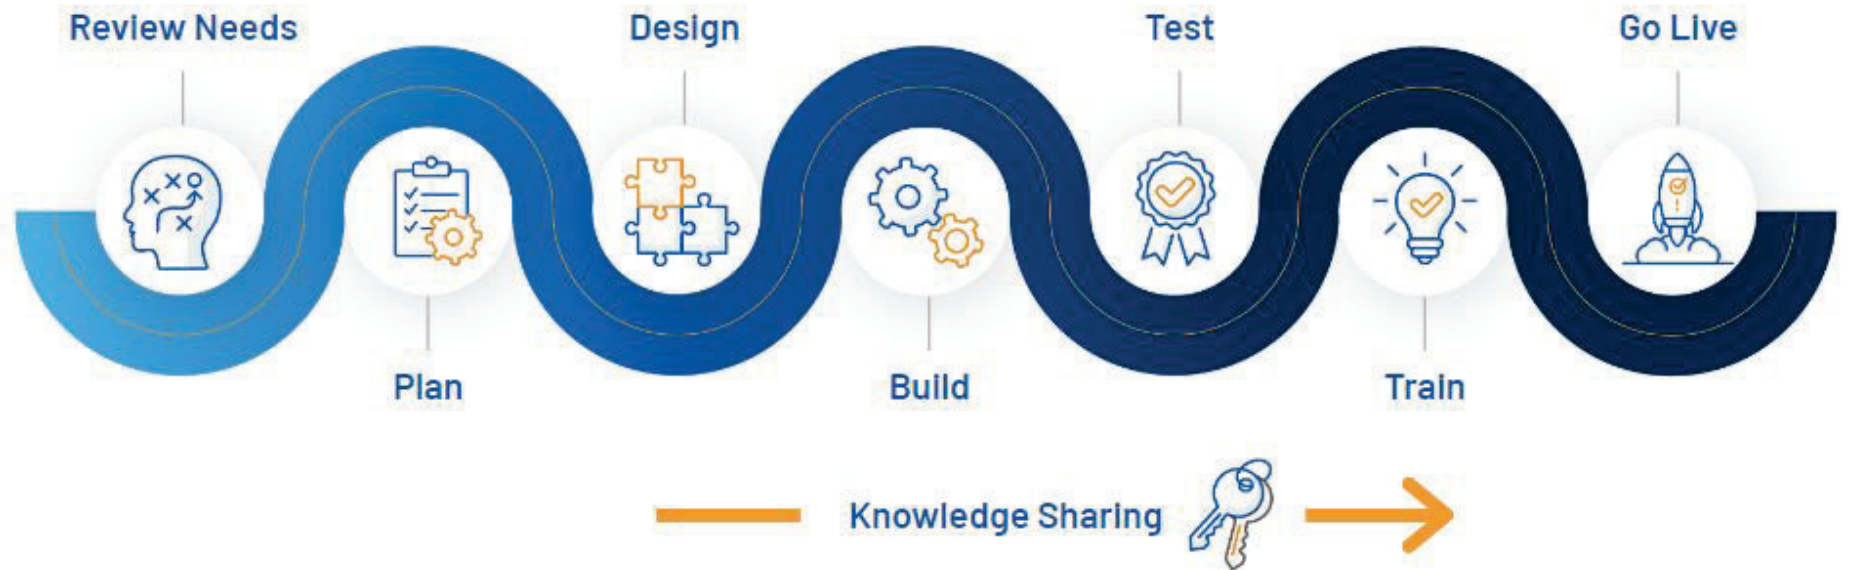 Review Needs
Plan
Design
Build
Test
Train
Go Live
Knowledge Sharing